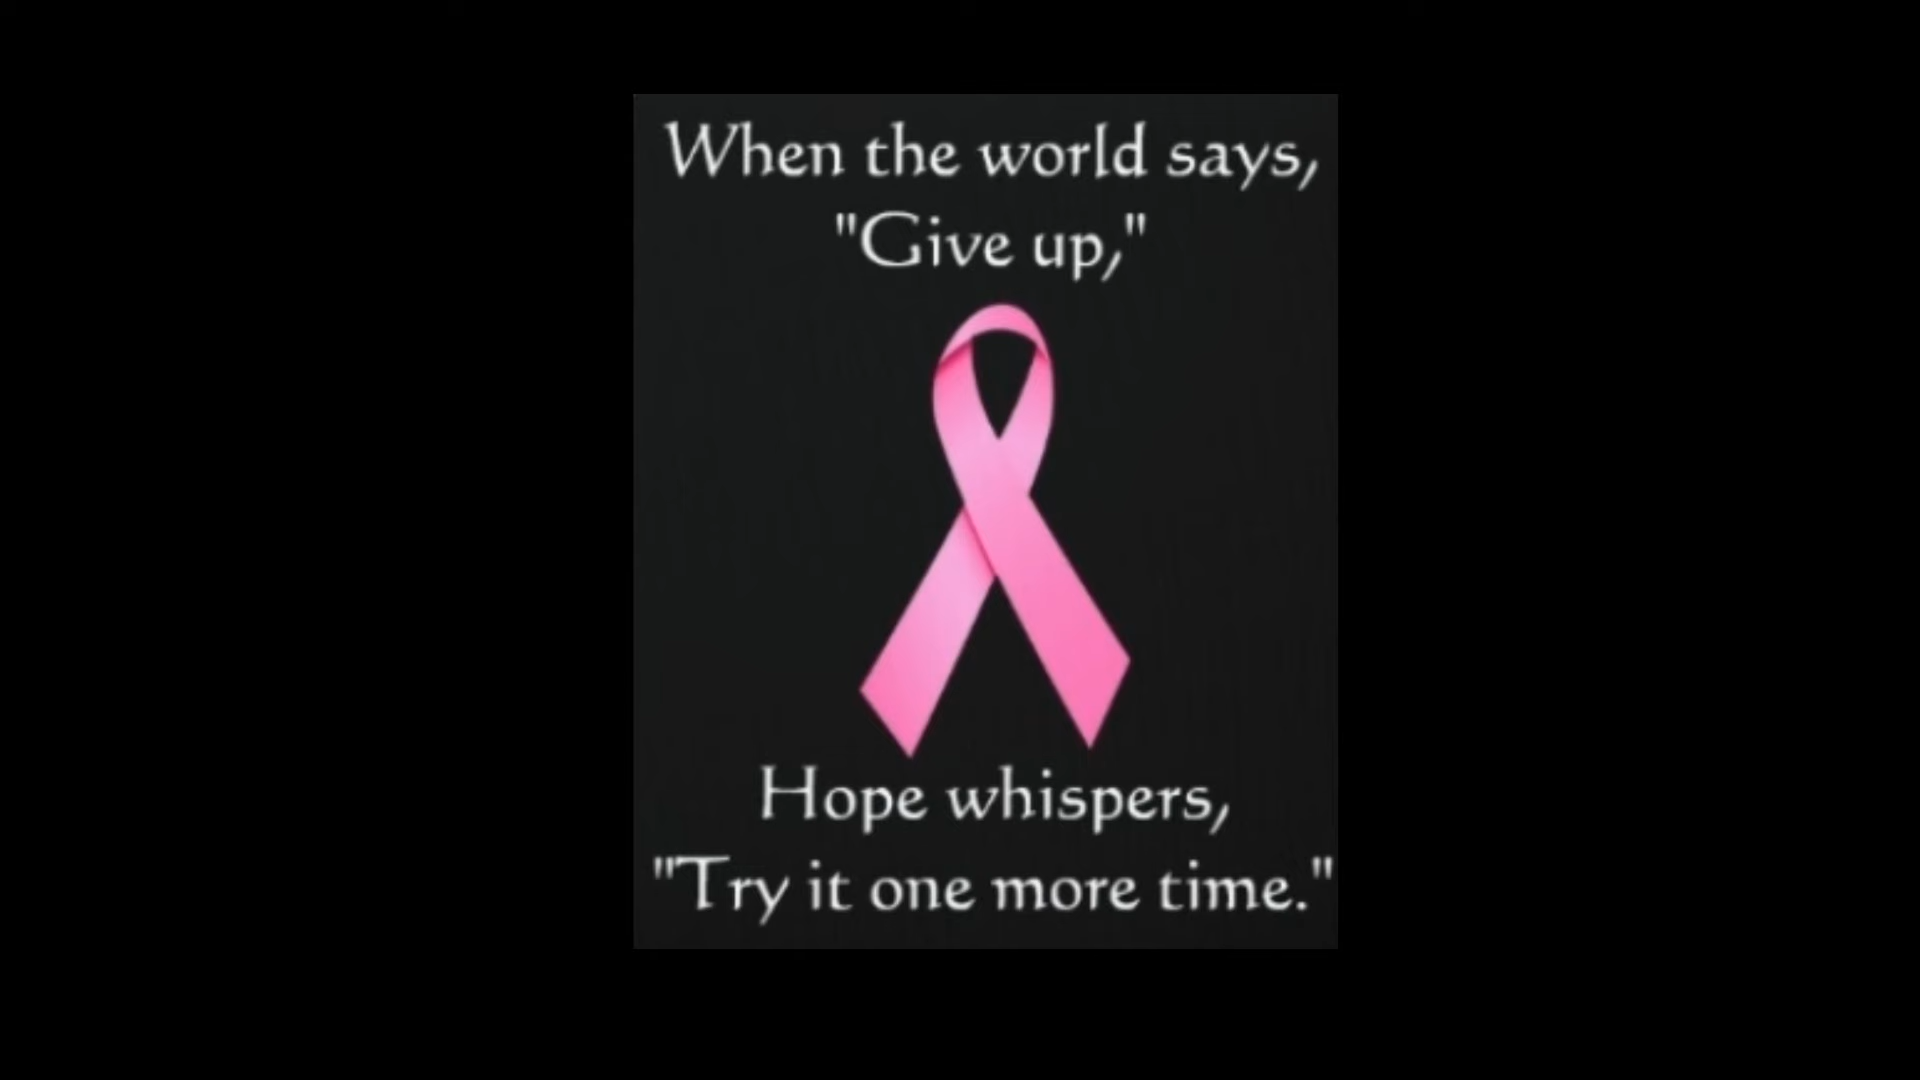 When the world says,
"Give up,"
Hope whispers,
"Try it one more time."